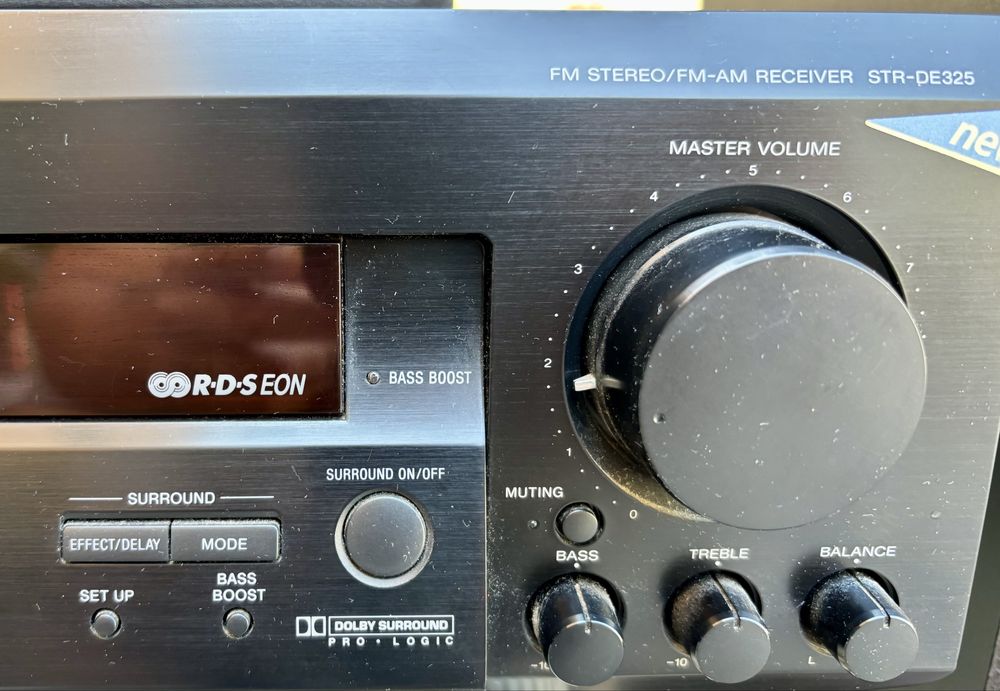 FM STEREO/FM-AM RECEIVER STR-DE325
MASTER VOLUME
0
1
2
3
4
5
6
7
R·D·S EON
BASS BOOST
SURROUND
EFFECT/DELAY
MODE
SURROUND ON/OFF
SET UP
BASS
BOOST
DOLBY SURROUND
PRO · LOGIC
MUTING
BASS
TREBLE
BALANCE
-10
-10
L